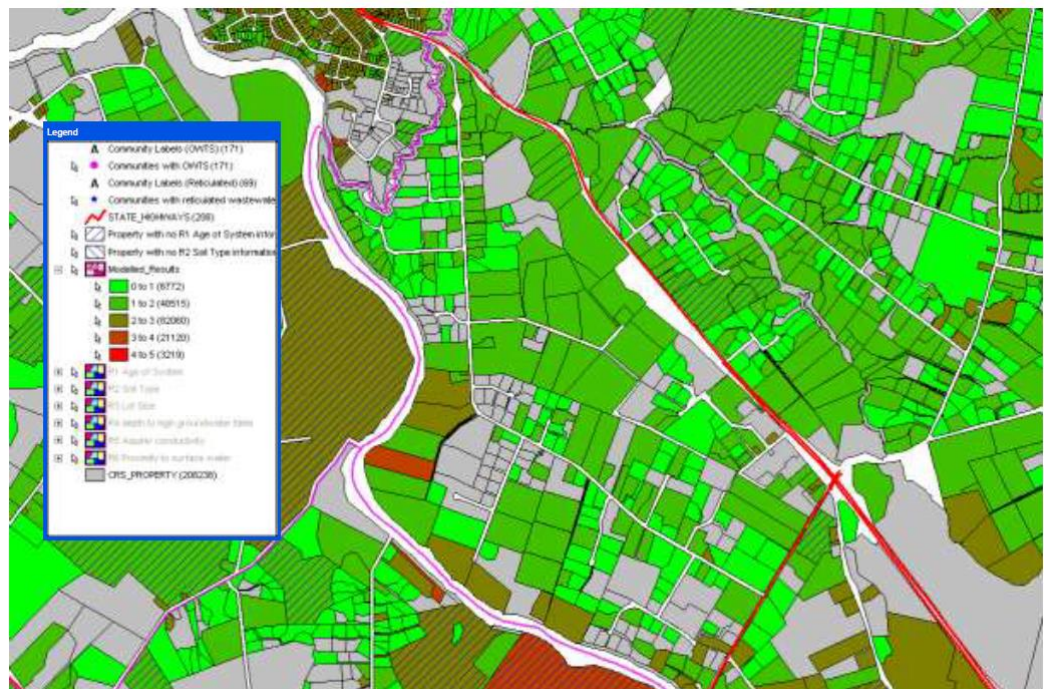 Legend
A Community Labels (OWTS) (171)
Communities with OWTS (171)
A Community Labels (Reticulated) (69)
Communities with reticulated wastewate
STATE_HIGHWAYS (208)
Property with no R1 Age of System infor
Property with no R2 Soil Type information
Modelled_Results
0 to 1 (6772)
1 to 2 (48515)
2 to 3 (82060)
3 to 4 (21120)
4 to 5 (3219)
R1 Age of System
R2 Soil Type
R3 Lot Size
R4 depth to high groundwater table
R5 Aquifer conductivity
R6 Proximity to surface water
CRS_PROPERTY (206236)